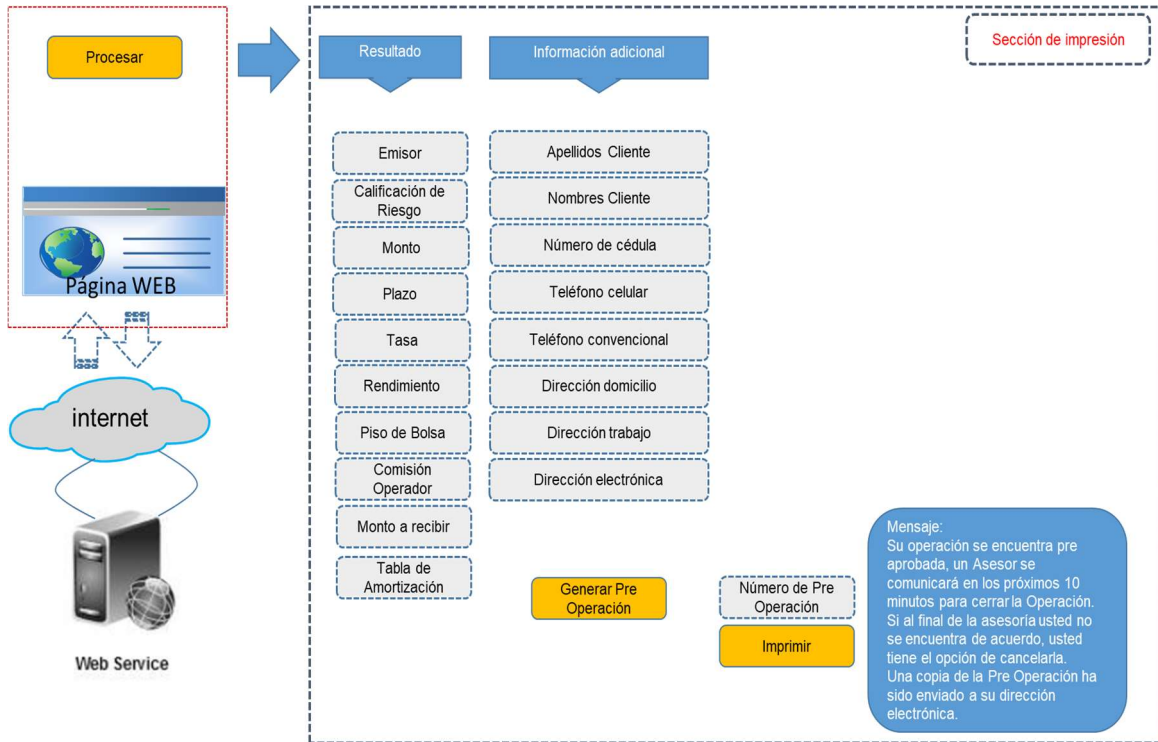 Procesar
Página WEB
internet
Web Service
Resultado
Información adicional
Sección de impresión
Emisor
Calificación de
Riesgo
Monto
Plazo
Tasa
Rendimiento
Piso de Bolsa
Comisión
Operador
Monto a recibir
Tabla de
Amortización
Apellidos Cliente
Nombres Cliente
Número de cédula
Teléfono celular
Teléfono convencional
Dirección domicilio
Dirección trabajo
Dirección electrónica
Generar Pre
Operación
Número de Pre
Operación
Imprimir
Mensaje:
Su operación se encuentra pre
aprobada, un Asesor se
comunicará en los próximos 10
minutos para cerrar la Operación.
Si al final de la asesoría usted no
se encuentra de acuerdo, usted
tiene el opción de cancelarla.
Una copia de la Pre Operación ha
sido enviado a su dirección
electrónica.